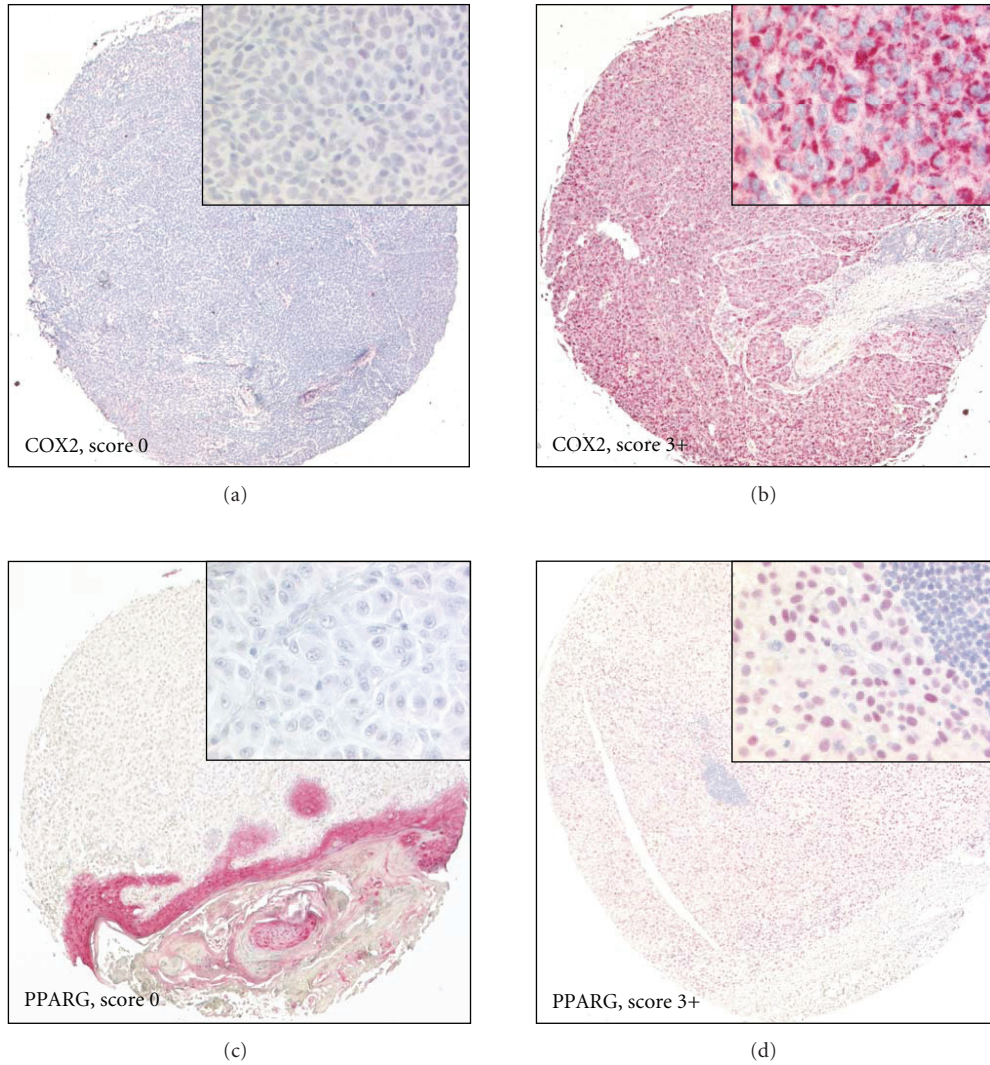 COX2, score 0
COX2, score 3+
(a)
(b)
PPARG, score 0
PPARG, score 3+
(c)
(d)